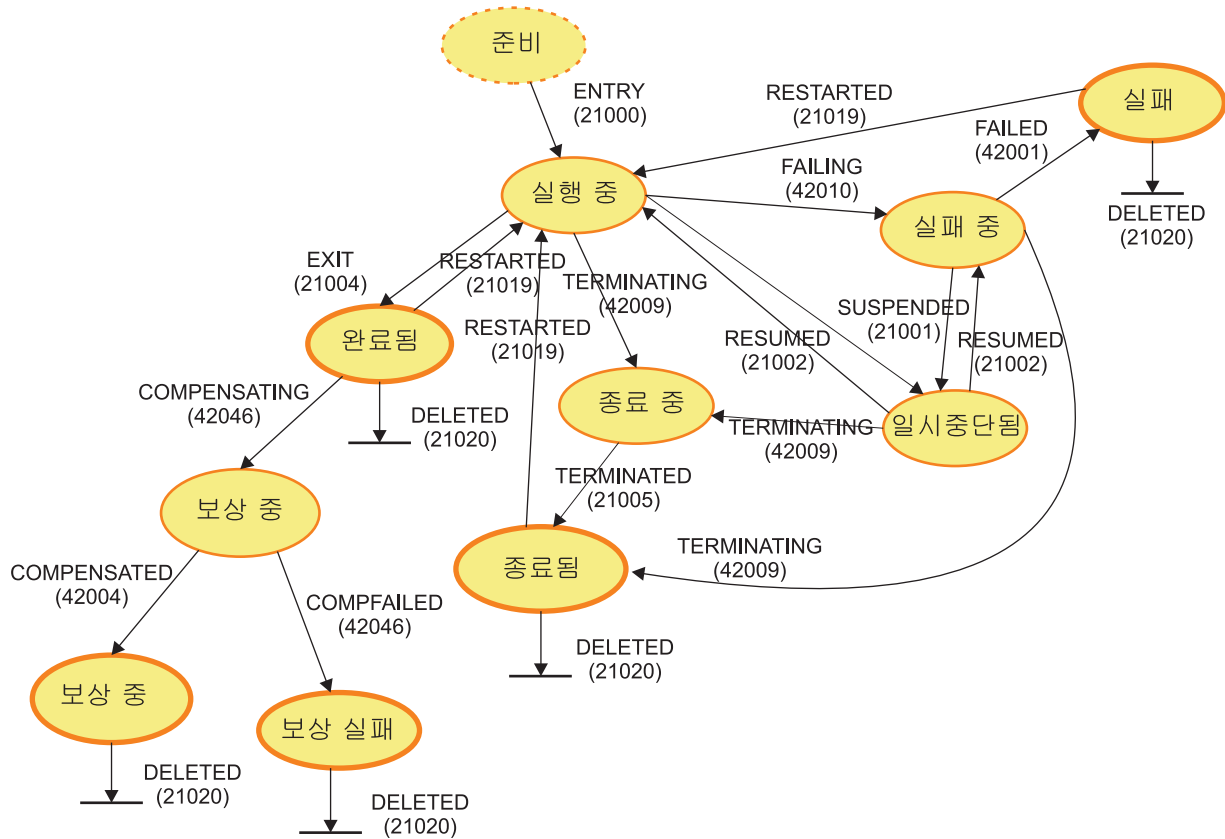 준비
ENTRY
(21000)
RESTARTED
(21019)
실패
FAILED
(42001)
FAILING
(42010)
실행 중
실패 중
DELETED
(21020)
EXIT
(21004)
RESTARTED
(21019)
TERMINATING
(42009)
SUSPENDED
(21001)
RESTARTED
(21019)
RESUMED
(21002)
RESUMED
(21002)
완료됨
COMPENSATING
(42046)
DELETED
(21020)
종료 중
TERMINATING
(42009)
일시중단됨
TERMINATED
(21005)
보상 중
종료됨
TERMINATING
(42009)
COMPENSATED
(42004)
COMPFAILED
(42046)
DELETED
(21020)
보상 중
보상 실패
DELETED
(21020)
DELETED
(21020)